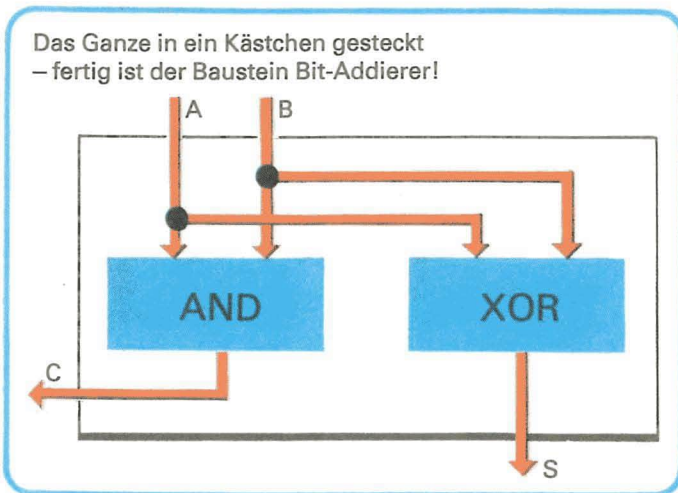 Das Ganze in ein Kästchen gesteckt
– fertig ist der Baustein Bit-Addierer!
A B
AND XOR
C
S